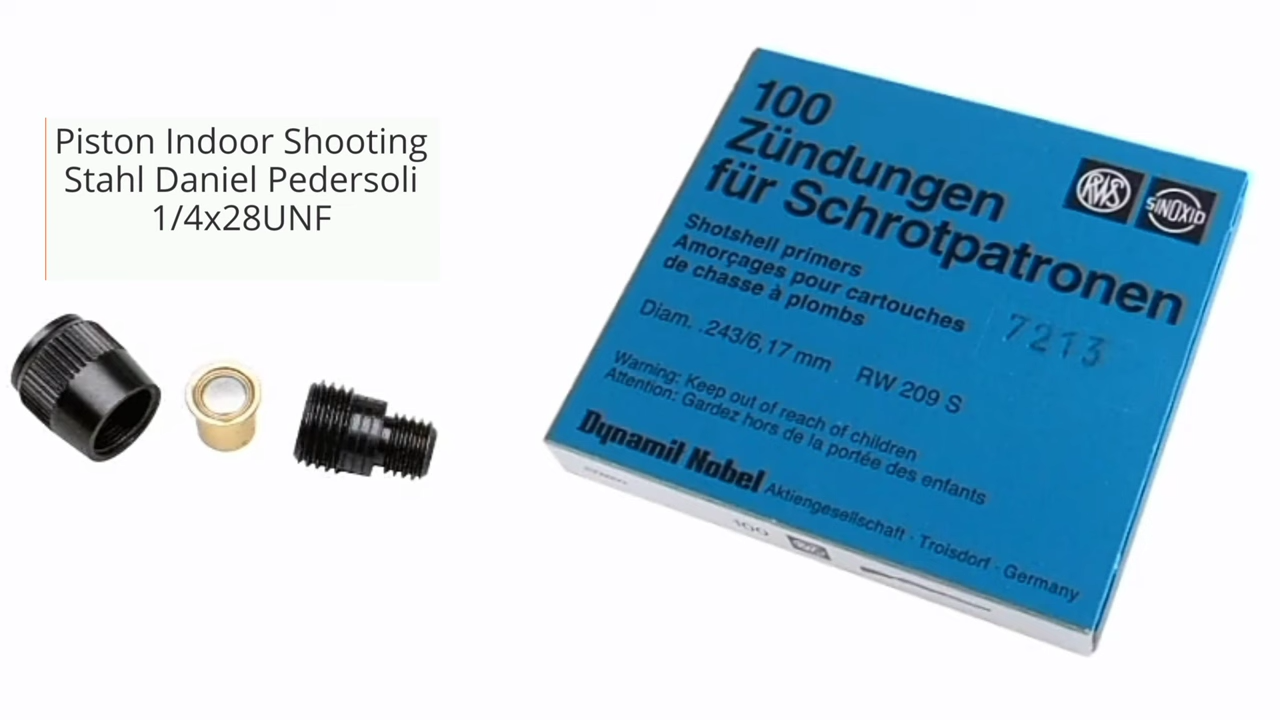 Piston Indoor Shooting
Stahl Daniel Pedersoli
1/4x28UNF
100
Zündungen
für Schrotpatronen
RWS
SINOXID
Shotshell primers
Amorçages pour cartouches
de chasse à plombs
7213
Diam. .243/6,17 mm RW 209 S
Warning: Keep out of reach of children
Attention: Gardez hors de la portée des enfants
Dynamit Nobel Aktiengesellschaft · Troisdorf · Germany
100